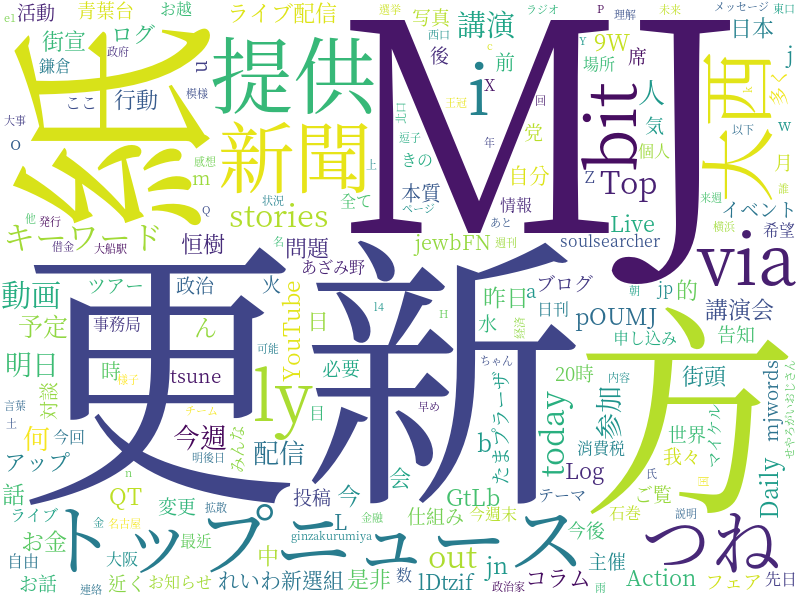 el
活動
青葉台
お越
ライブ配信
写真
講演
選挙
ラジオ
P
理解
未来
メッセージ
東口
街宣
ログ
政府
西口
後
前
9W
席
日本
鎌倉
n
提供
MJ
i
X
場所
Y
c
j
ここ
行動
模様
王冠
回
人
bit
西
k
多く
大事
o
新聞
北口
党
気
個人
大
以下
w
感想
m
逗子
年
きの
自分
Z
Top
月
誰
他
Q
stories
上
全て
本質
情報
来週
イベント
発行
キーワード
恒樹
状況
ページ
あと
Live
横浜
希望
借金
大船駅
名
問題
jewbFN
週刊
soulsearcher
via
動画
ツアー
政治
火
あざみ野
ブログ
jp
的
朝
YouTube
昨日
a
日刊
講演会
予定
事務局
ん
日
l4
H
水
pOUMJ
申し込み
告知
更新
方
明日
時
可能
必要
経済
ちゃん
20時
街頭
tsune
ly
目
早め
たまプラーザ
today
参加
内容
世界
マイケル
mjwords
せやろがいおじさん
言葉
対談
チーム
何
今週
みんな
b
消費税
我々
土
今回
アップ
明後日
配信
会
Log
氏
Daily
話
QT
投稿
今
GtLb
テーマ
ご覧
つね
ライブ
変更
拡散
L
金融
仕組み
今週末
石巻
説明
お金
金
名古屋
トップニュース
ginzakurumiya
out
今後
自由
大阪
最近
中
jn
主催
お話
連絡
近く
お知らせ
れいわ新選組
是非
数
lDtzif
政治家
コラム
雨
Action
フェア
先日